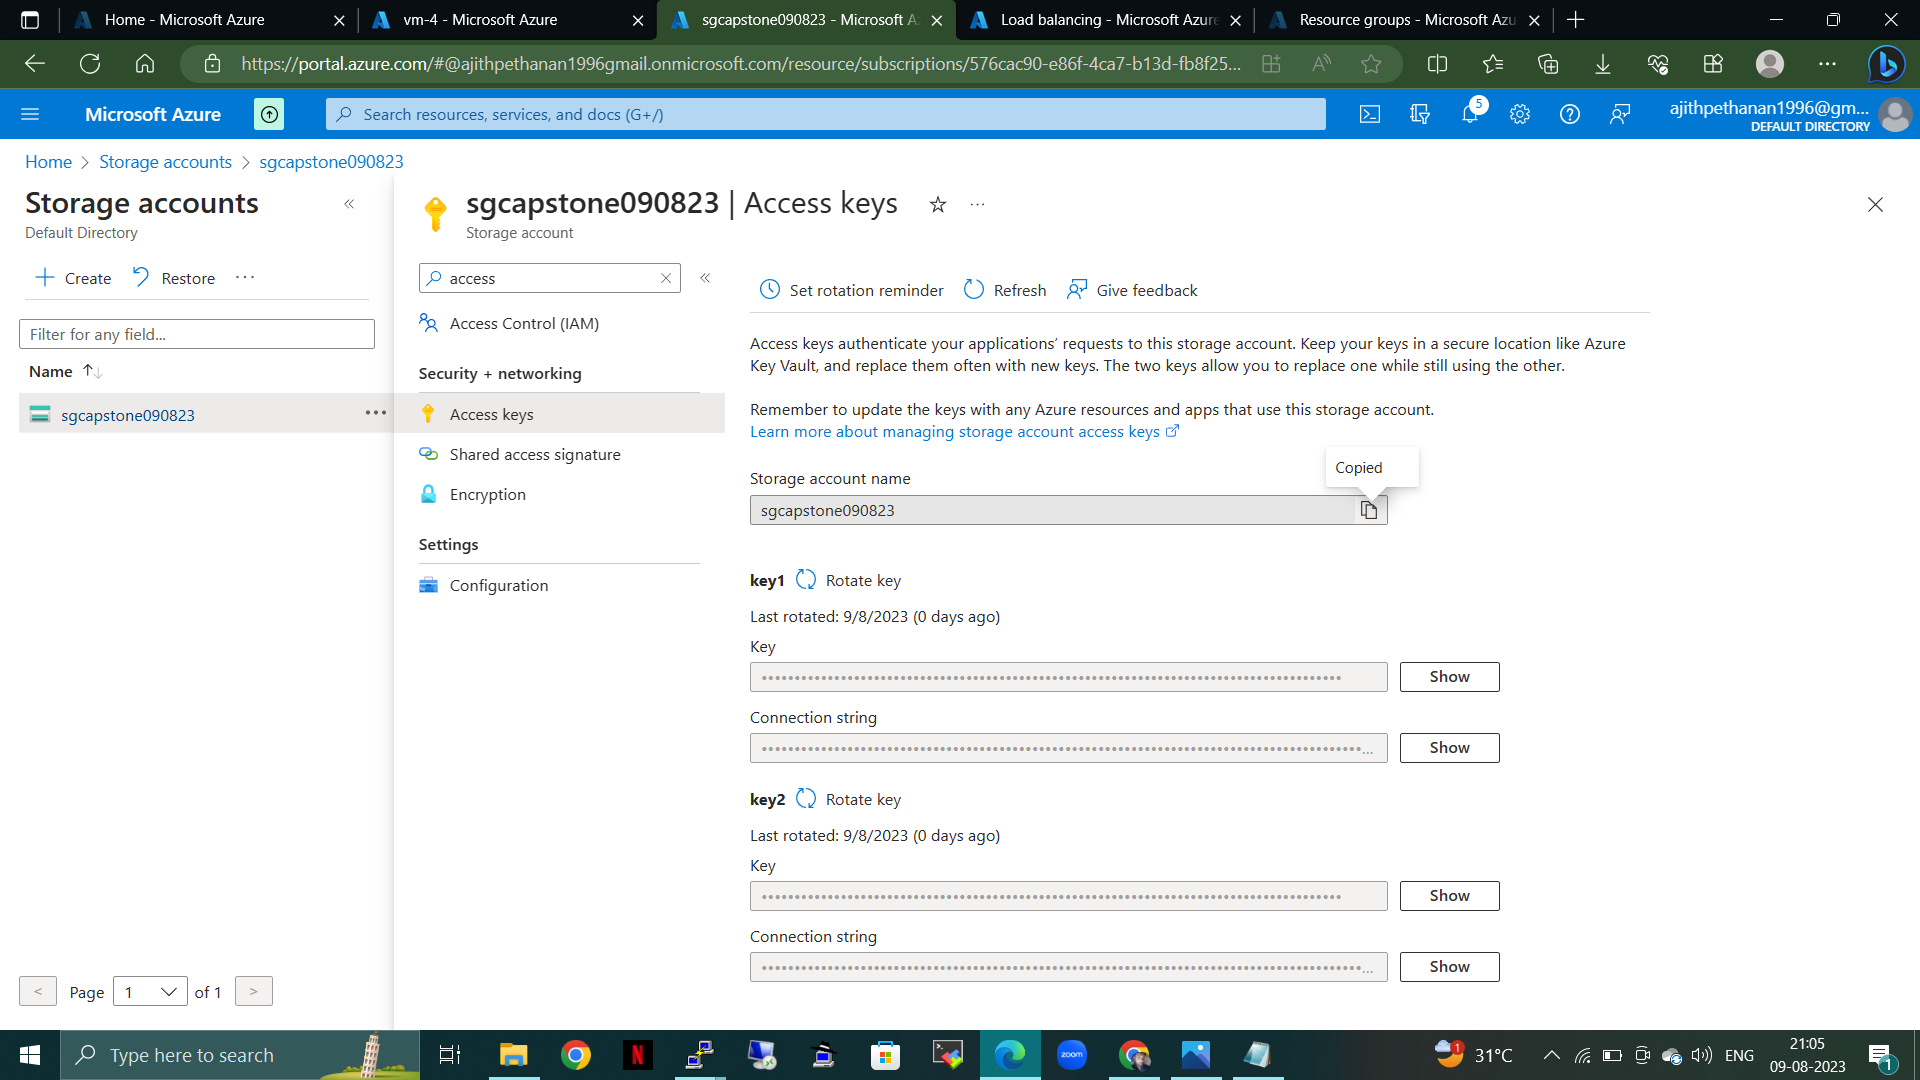 Home - Microsoft Azure
vm-4 - Microsoft Azure
sgcapstone090823 - Microsoft A
Load balancing - Microsoft Azure
Resource groups - Microsoft Azu
https://portal.azure.com/#@ajithpethanan1996gmail.onmicrosoft.com/resource/subscriptions/576cac90-e86f-4ca7-b13d-fb8f25...
Microsoft Azure
Search resources, services, and docs (G+/)
5
ajithpethanan1996@gm...
DEFAULT DIRECTORY
Home > Storage accounts > sgcapstone090823
Storage accounts
Default Directory
Create
Restore
...
Filter for any field...
Name ↑↓
sgcapstone090823
...
Page 1 of 1
sgcapstone090823 | Access keys
...
Storage account
access
Access Control (IAM)
Security + networking
Access keys
Shared access signature
Encryption
Settings
Configuration
Set rotation reminder
Refresh
Give feedback
Access keys authenticate your applications’ requests to this storage account. Keep your keys in a secure location like Azure
Key Vault, and replace them often with new keys. The two keys allow you to replace one while still using the other.
Remember to update the keys with any Azure resources and apps that use this storage account.
Learn more about managing storage account access keys
Copied
Storage account name
sgcapstone090823
key1
Rotate key
Last rotated: 9/8/2023 (0 days ago)
Key
Show
Connection string
Show
key2
Rotate key
Last rotated: 9/8/2023 (0 days ago)
Key
Show
Connection string
Show
Type here to search
N
zoom
1
31°C
ENG
21:05
09-08-2023
1